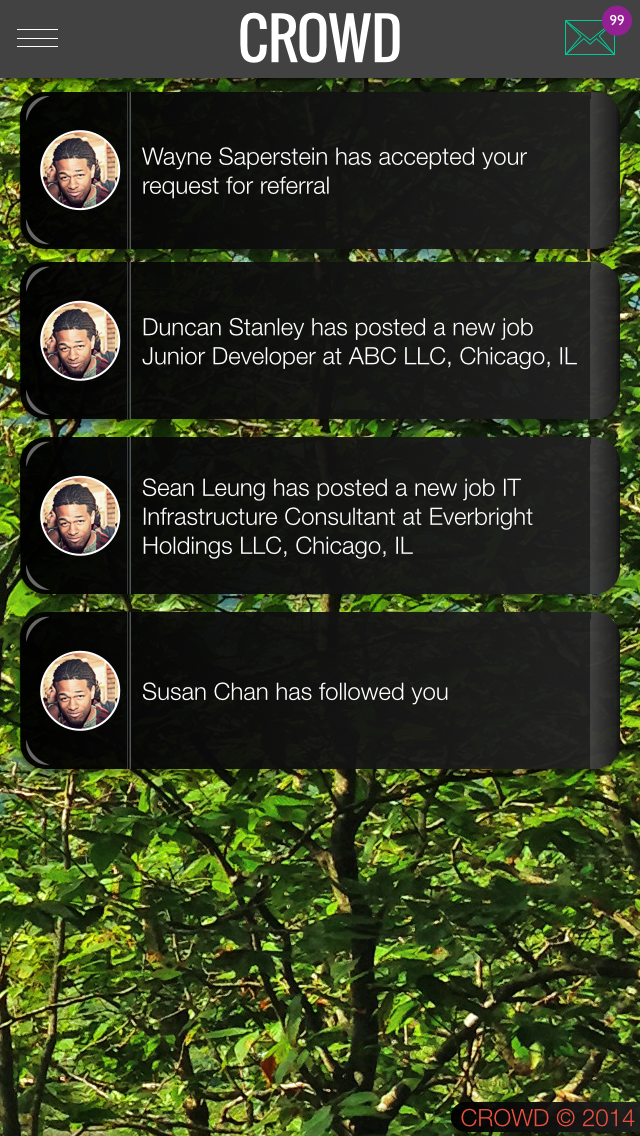 CROWD
99
Wayne Saperstein has accepted your
request for referral
Duncan Stanley has posted a new job
Junior Developer at ABC LLC, Chicago, IL
Sean Leung has posted a new job IT
Infrastructure Consultant at Everbright
Holdings LLC, Chicago, IL
Susan Chan has followed you
CROWD © 2014